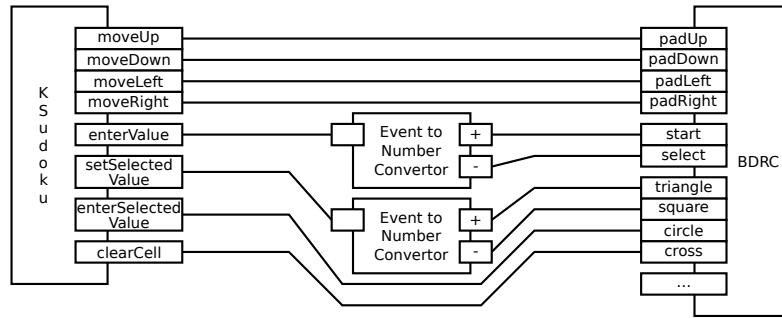 KSudoku
moveUp
moveDown
moveLeft
moveRight
enterValue
setSelected
Value
enterSelected
Value
clearCell
Event to
Number
Convertor
+
-
Event to
Number
Convertor
+
-
padUp
padDown
padLeft
padRight
start
select
triangle
square
circle
cross
...
BDRC